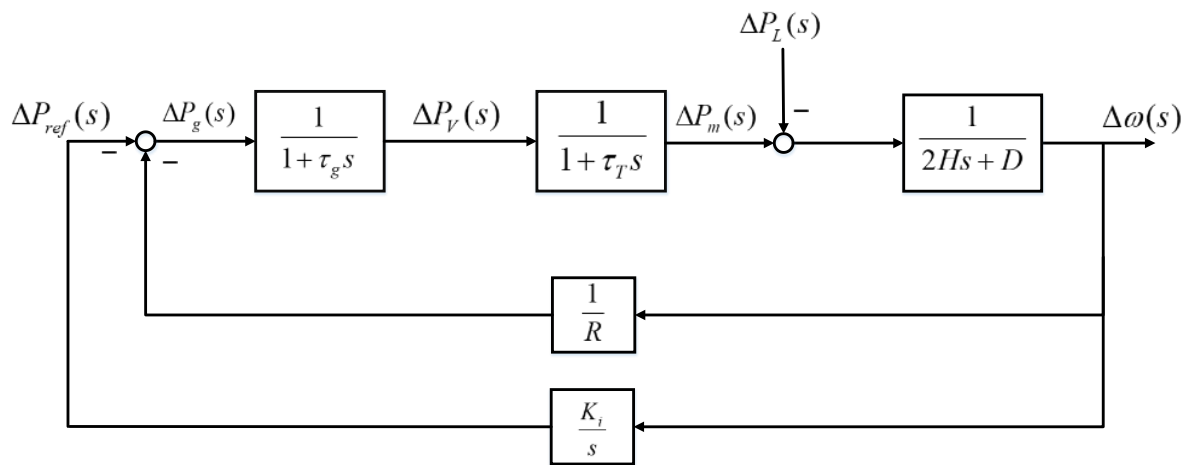 ΔP_L(s)
ΔP_ref(s)
−
−
ΔP_g(s)
1
1 + τ_g s
ΔP_V(s)
1
1 + τ_T s
ΔP_m(s)
−
1
2Hs + D
Δω(s)
1
R
K_i
s